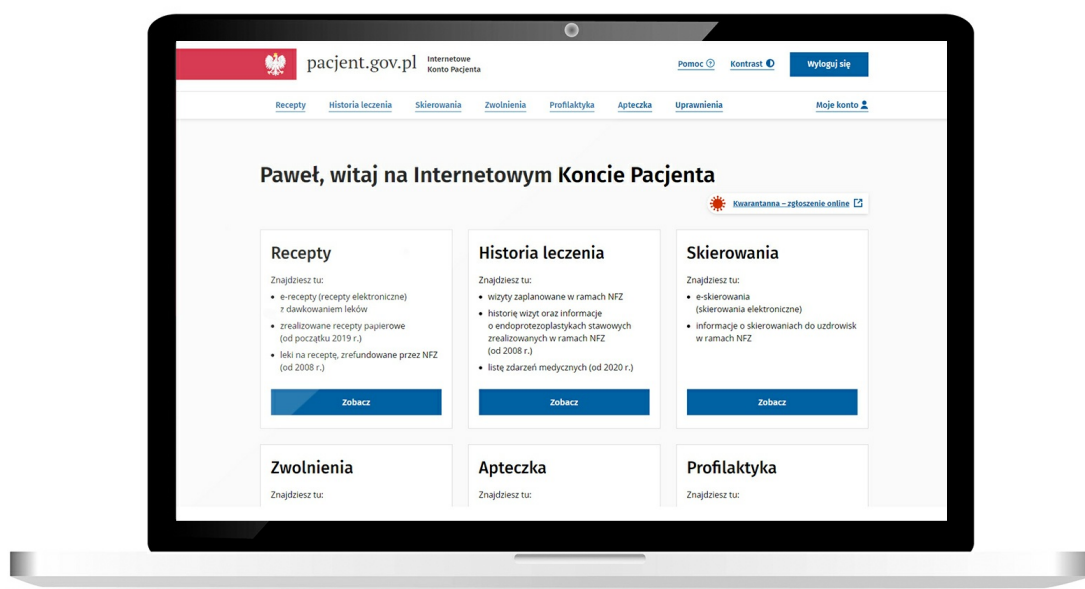 pacjent.gov.pl
Internetowe
Konto Pacjenta
Pomoc
Kontrast
Wyloguj się
Recepty
Historia leczenia
Skierowania
Zwolnienia
Profilaktyka
Apteczka
Uprawnienia
Moje konto
Paweł, witaj na Internetowym Koncie Pacjenta
Kwarantanna – zgłoszenie online
Recepty
Znajdziesz tu:
• e-recepty (recepty elektroniczne)
z dawkowaniem leków
• zrealizowane recepty papierowe
(od początku 2019 r.)
• leki na receptę, zrefundowane przez NFZ
(od 2008 r.)
Zobacz
Historia leczenia
Znajdziesz tu:
• wizyty zaplanowane w ramach NFZ
• historię wizyt oraz informacje
o endoprotezoplastykach stawowych
zrealizowanych w ramach NFZ
(od 2008 r.)
• listę zdarzeń medycznych (od 2020 r.)
Zobacz
Skierowania
Znajdziesz tu:
• e-skierowania
(skierowania elektroniczne)
• informacje o skierowaniach do uzdrowisk
w ramach NFZ
Zobacz
Zwolnienia
Znajdziesz tu:
Apteczka
Znajdziesz tu:
Profilaktyka
Znajdziesz tu: